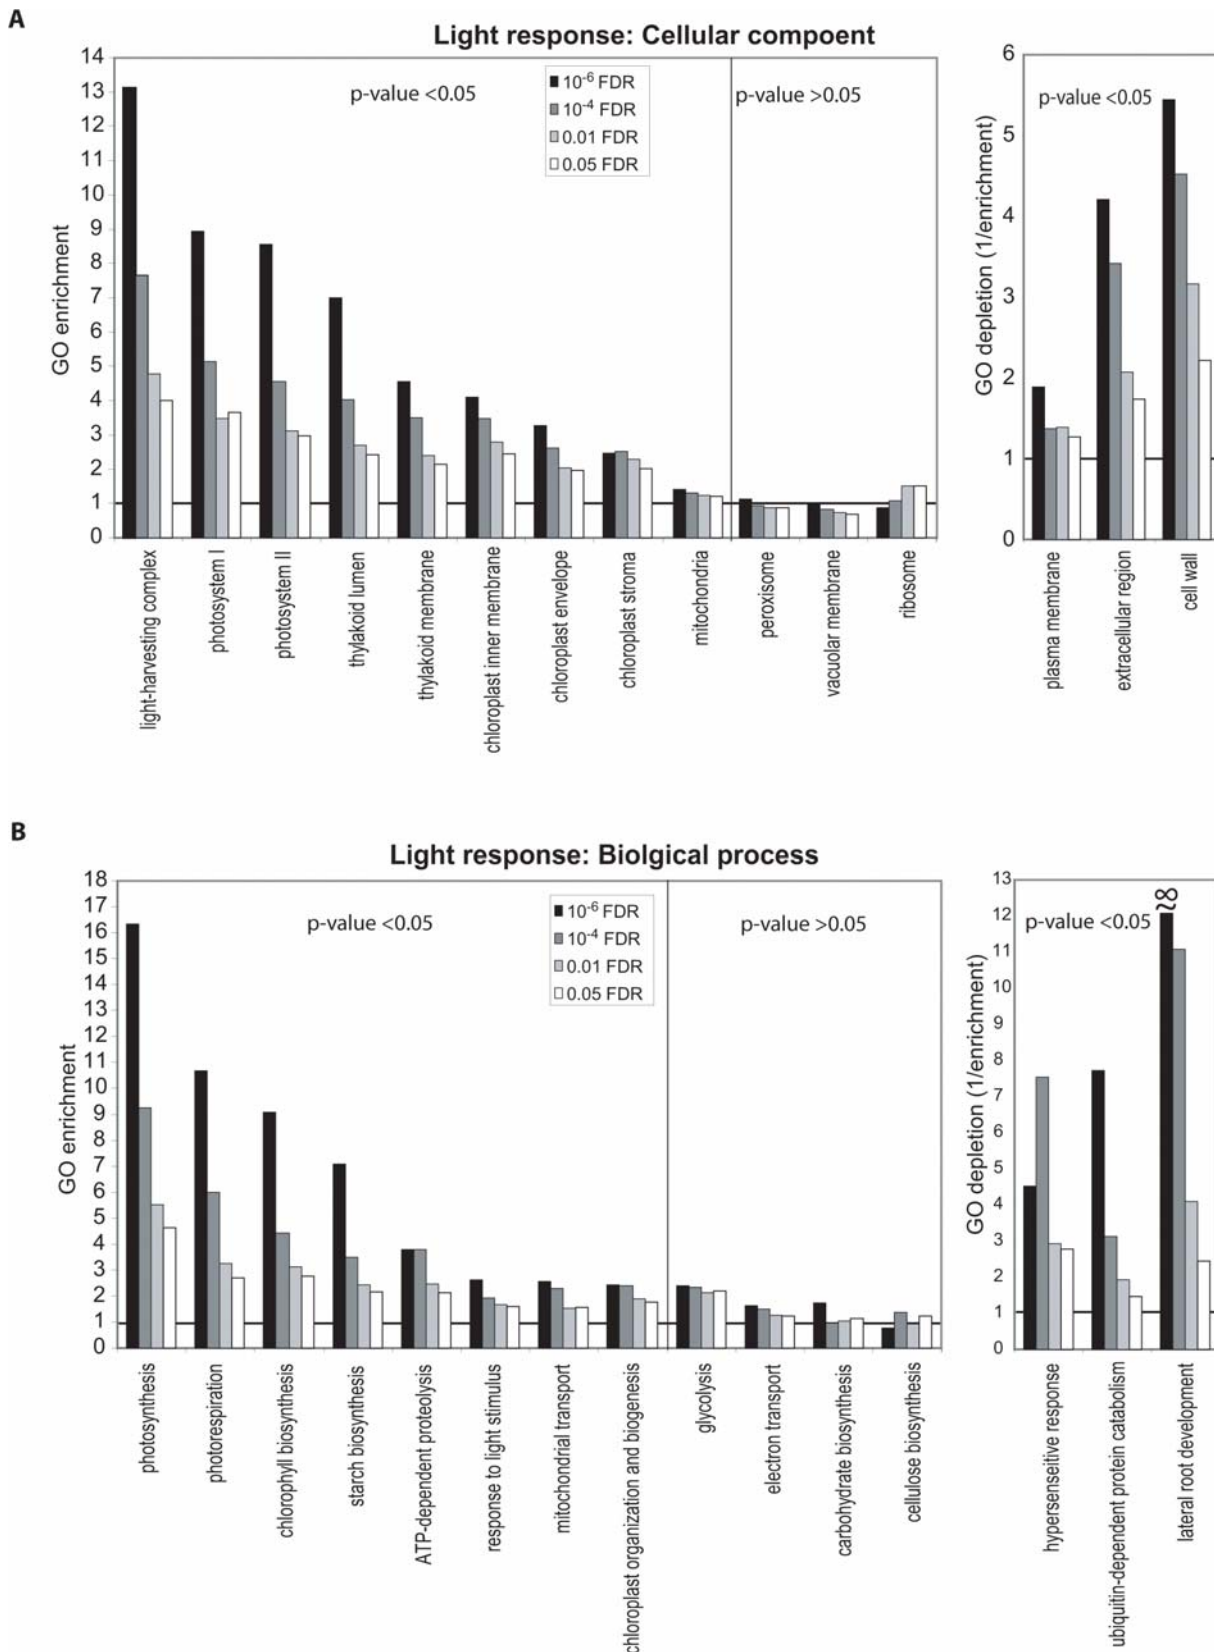 A
Light response: Cellular compoent
14
13
12
11
10
9
8
7
6
5
4
3
2
1
0
GO enrichment
p-value <0.05
10⁻⁶ FDR
10⁻⁴ FDR
0.01 FDR
0.05 FDR
p-value >0.05
light-harvesting complex
photosystem I
photosystem II
thylakoid lumen
thylakoid membrane
chloroplast inner membrane
chloroplast envelope
chloroplast stroma
mitochondria
peroxisome
vacuolar membrane
ribosome
6
5
4
3
2
1
0
GO depletion (1/enrichment)
p-value <0.05
plasma membrane
extracellular region
cell wall
B
Light response: Biolgical process
18
17
16
15
14
13
12
11
10
9
8
7
6
5
4
3
2
1
0
GO enrichment
p-value <0.05
10⁻⁶ FDR
10⁻⁴ FDR
0.01 FDR
0.05 FDR
p-value >0.05
photosynthesis
photorespiration
chlorophyll biosynthesis
starch biosynthesis
ATP-dependent proteolysis
response to light stimulus
mitochondrial transport
chloroplast organization and biogenesis
glycolysis
electron transport
carbohydrate biosynthesis
cellulose biosynthesis
13
12
11
10
9
8
7
6
5
4
3
2
1
0
GO depletion (1/enrichment)
p-value <0.05
≈∞
hypersenseitive response
ubiquitin-dependent protein catabolism
lateral root development